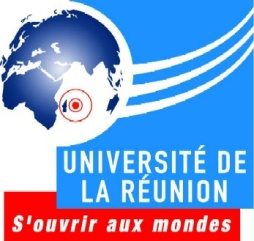 UNIVERSITÉ DE
LA RÉUNION
S'ouvrir aux mondes